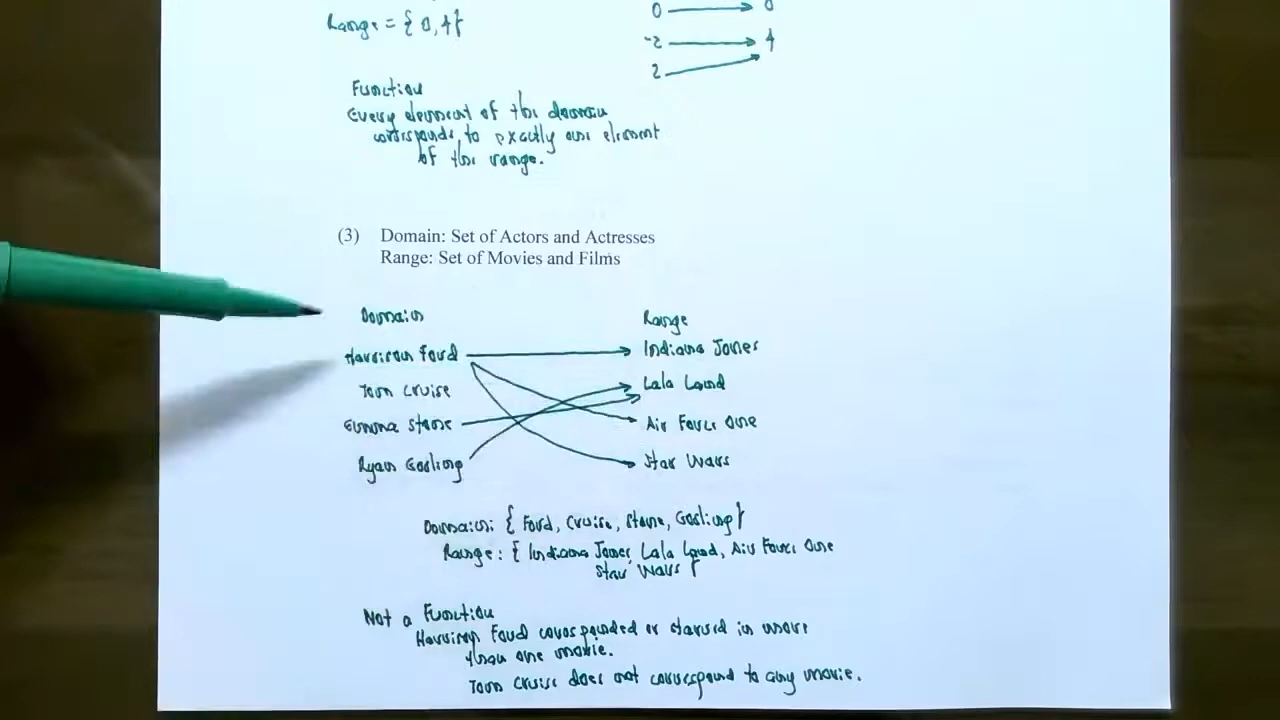 Range = { 0, 4}
0 → 0
-2 → 4
2
Function
Every element of the domain
corresponds to exactly one element
of the range.
(3) Domain: Set of Actors and Actresses
Range: Set of Movies and Films
Domain Range
Harrison Ford Indiana Jones
Tom Cruise Lala Land
Emma Stone Air Force One
Ryan Gosling Star Wars
Domain: { Ford, Cruise, Stone, Gosling}
Range: { Indiana Jones, Lala Land, Air Force One
Star Wars }
Not a Function
Harrison Ford corresponded or starred in more
than one movie.
Tom Cruise does not correspond to any movie.